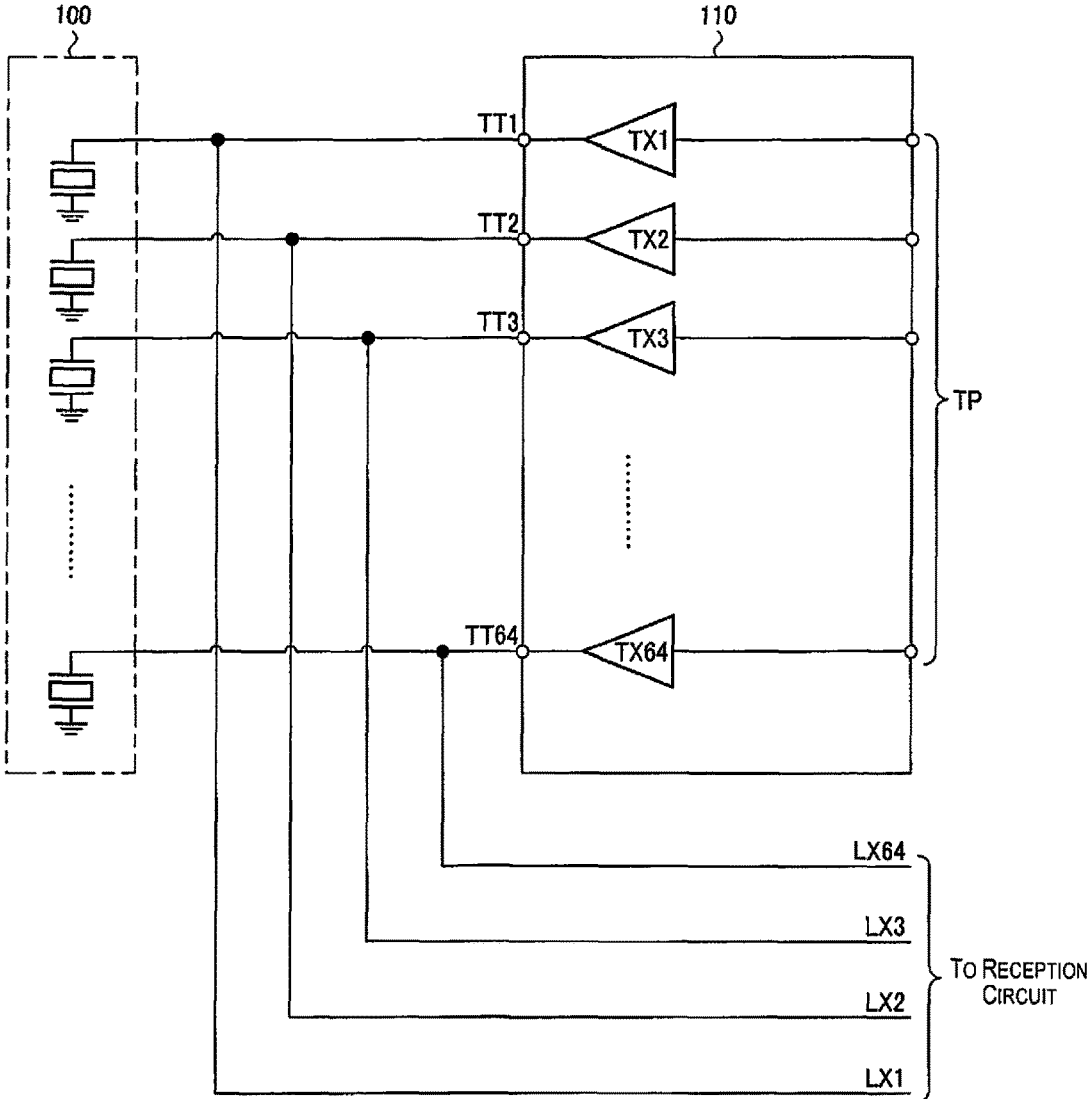 100
110
TT1
TX1
TT2
TX2
TT3
TX3
TP
TT64
TX64
LX64
LX3
TO RECEPTION
CIRCUIT
LX2
LX1